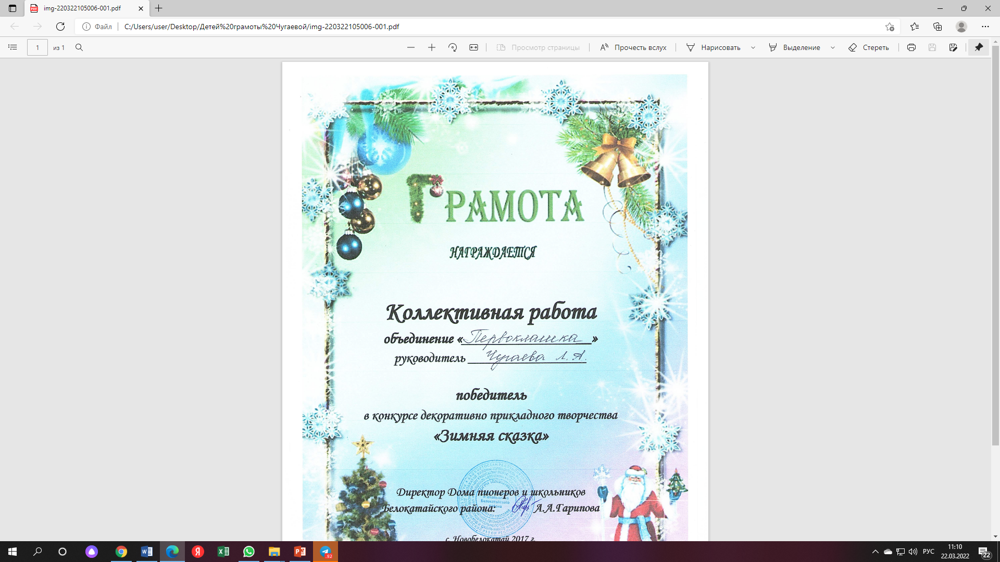 img-220322105006-001.pdf
Файл
C:/Users/user/Desktop/Детей%20грамоты%20Чугаевой/img-220322105006-001.pdf
1 из 1
Просмотр страницы
Прочесть вслух
Нарисовать
Выделение
Стереть
ГРАМОТА
НАГРАЖДАЕТСЯ
Коллективная работа
объединение «Первоклашка»
руководитель Чугаева Л.А.
победитель
в конкурсе декоративно прикладного творчества
«Зимняя сказка»
Директор Дома пионеров и школьников
Белокатайского района: А.А.Гарипова
с. Новобелокатай 2017 г.
92
РУС
11:10
22.03.2022
22